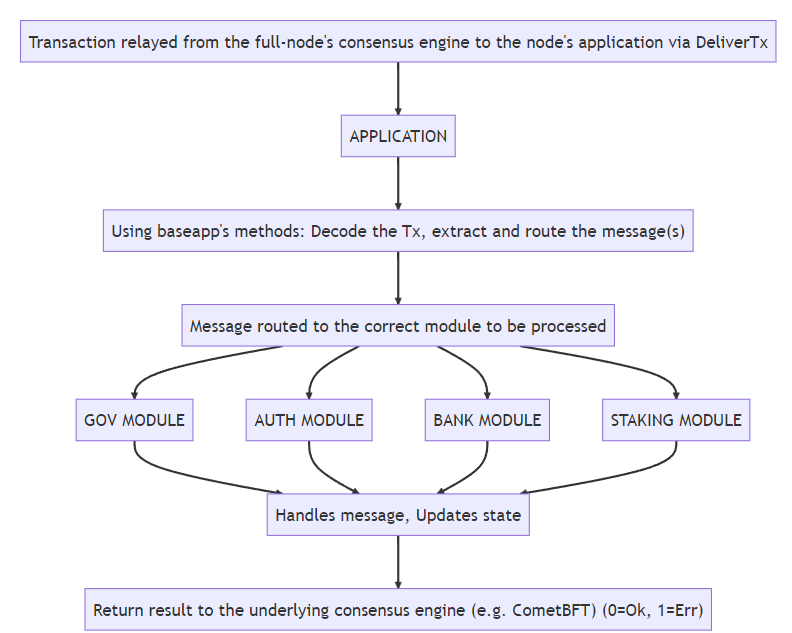 Transaction relayed from the full-node's consensus engine to the node's application via DeliverTx
APPLICATION
Using baseapp's methods: Decode the Tx, extract and route the message(s)
Message routed to the correct module to be processed
GOV MODULE
AUTH MODULE
BANK MODULE
STAKING MODULE
Handles message, Updates state
Return result to the underlying consensus engine (e.g. CometBFT) (0=Ok, 1=Err)